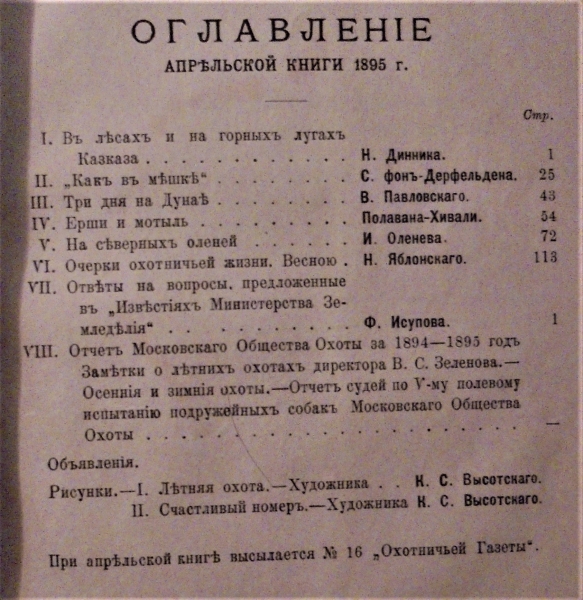 ОГЛАВЛЕНІЕ
АПРѢЛЬСКОЙ КНИГИ 1895 г.
Стр.
I. Въ лѣсахъ и на горныхъ лугахъ
Казказа . . . . . . . . . . . Н. Динника. 1
II. „Какъ въ мѣшкѣ“ . . . . . . . С. фонъ-Дерфельдена. 25
III. Три дня на Дунаѣ . . . . . . . В. Павловскаго. 43
IV. Ерши и мотыль . . . . . . . Полавана-Хивали. 54
V. На сѣверныхъ оленей . . . . . . И. Оленева. 72
VI. Очерки охотничьей жизни. Весною . Н. Яблонскаго. 113
VII. Отвѣты на вопросы, предложенные
въ „Извѣстіяхъ Министерства Зе-
мледѣлія“ . . . . . . . . . Ф. Исупова. 1
VIII. Отчетъ Московскаго Общества Охоты за 1894—1895 годъ
Замѣтки о лѣтнихъ охотахъ директора В. С. Зеленова.—
Осеннія и зимнія охоты.—Отчетъ судей по V-му полевому
испытанію подружейныхъ собакъ Московскаго Общества
Охоты . . . . . . . . . . . . . . . . . . —
Объявленія.
Рисунки.—I. Лѣтняя охота.—Художника . . К. С. Высотскаго.
II. Счастливый номеръ.—Художника К. С. Высотскаго.
При апрѣльской книгѣ высылается № 16 „Охотничьей Газеты“.